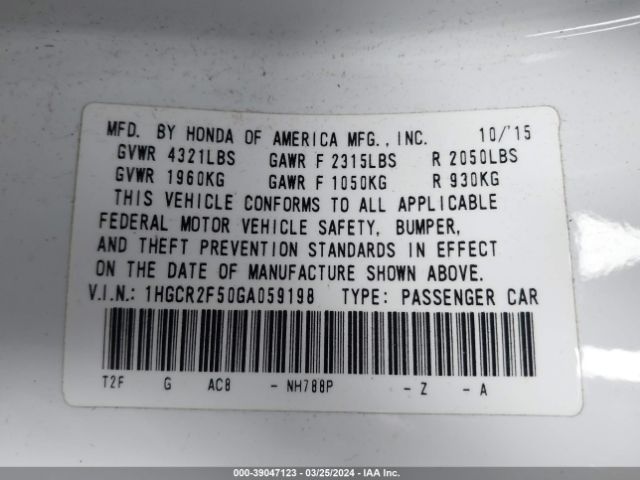 MFD. BY HONDA OF AMERICA MFG., INC. 10/'15
GVWR 4321LBS GAWR F 2315LBS R 2050LBS
GVWR 1960KG GAWR F 1050KG R 930KG
THIS VEHICLE CONFORMS TO ALL APPLICABLE
FEDERAL MOTOR VEHICLE SAFETY, BUMPER,
AND THEFT PREVENTION STANDARDS IN EFFECT
ON THE DATE OF MANUFACTURE SHOWN ABOVE.
V.I.N.: 1HGCR2F50GA059198 TYPE: PASSENGER CAR
T2F G AC8 - NH788P - Z - A
000-39047123 - 03/25/2024 - IAA Inc.